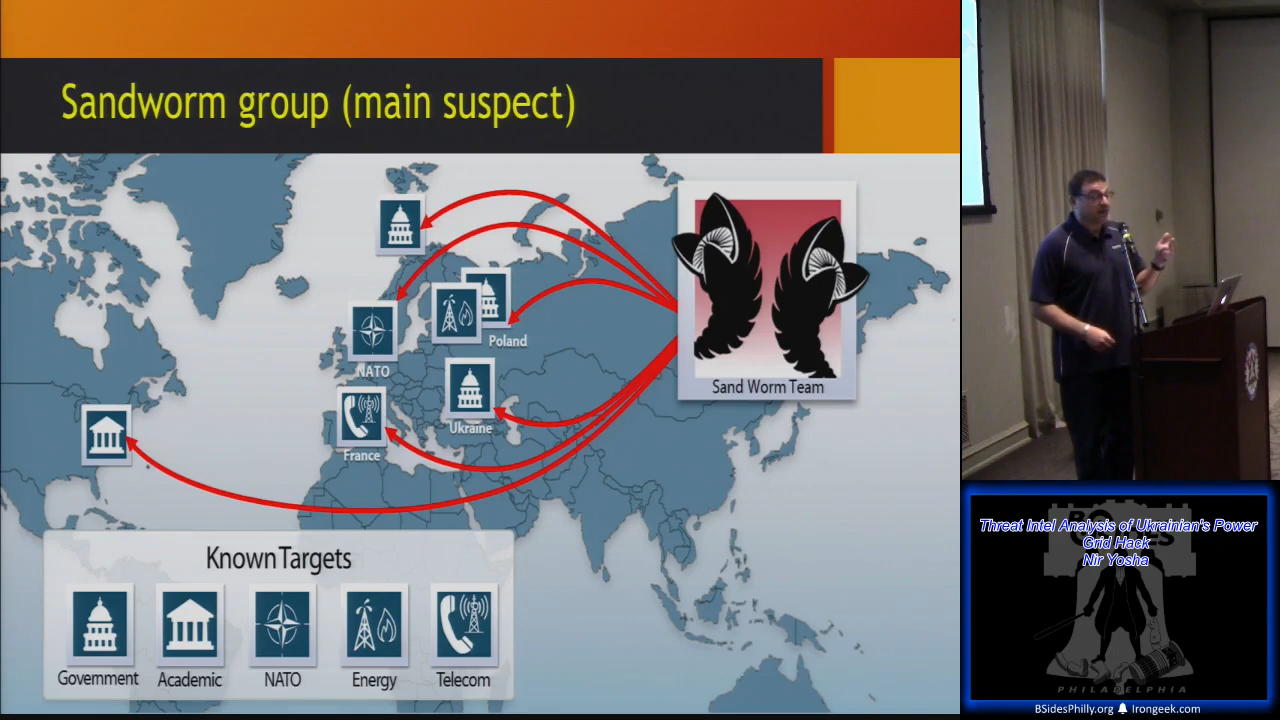 Sandworm group (main suspect)
Poland
NATO
Ukraine
France
Sand Worm Team
Known Targets
Government
Academic
NATO
Energy
Telecom
Threat Intel Analysis of Ukrainian's Power
Grid Hack
Nir Yosha
PHILADELPHIA
BSidesPhilly.org Irongeek.com